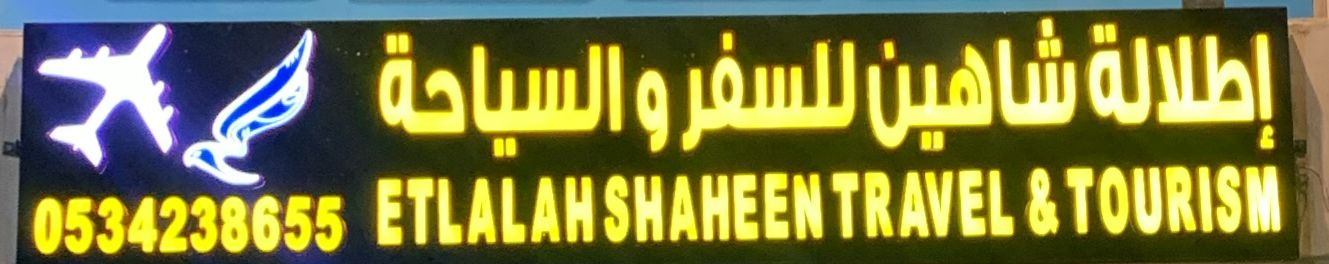 إطلالة شاهين للسفر و السياحة
ETLALAH SHAHEEN TRAVEL & TOURISM
0534238655